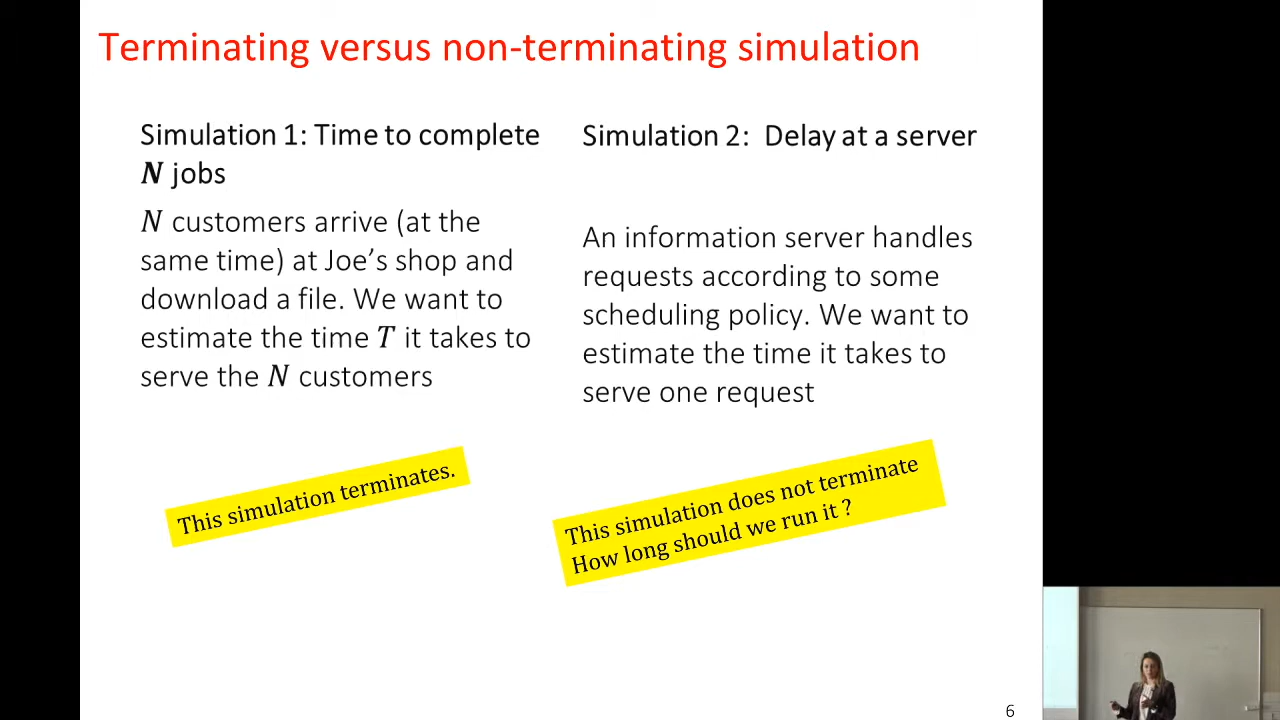 Terminating versus non-terminating simulation
Simulation 1: Time to complete
N jobs
N customers arrive (at the
same time) at Joe's shop and
download a file. We want to
estimate the time T it takes to
serve the N customers
This simulation terminates.
Simulation 2: Delay at a server
An information server handles
requests according to some
scheduling policy. We want to
estimate the time it takes to
serve one request
This simulation does not terminate
How long should we run it ?
6